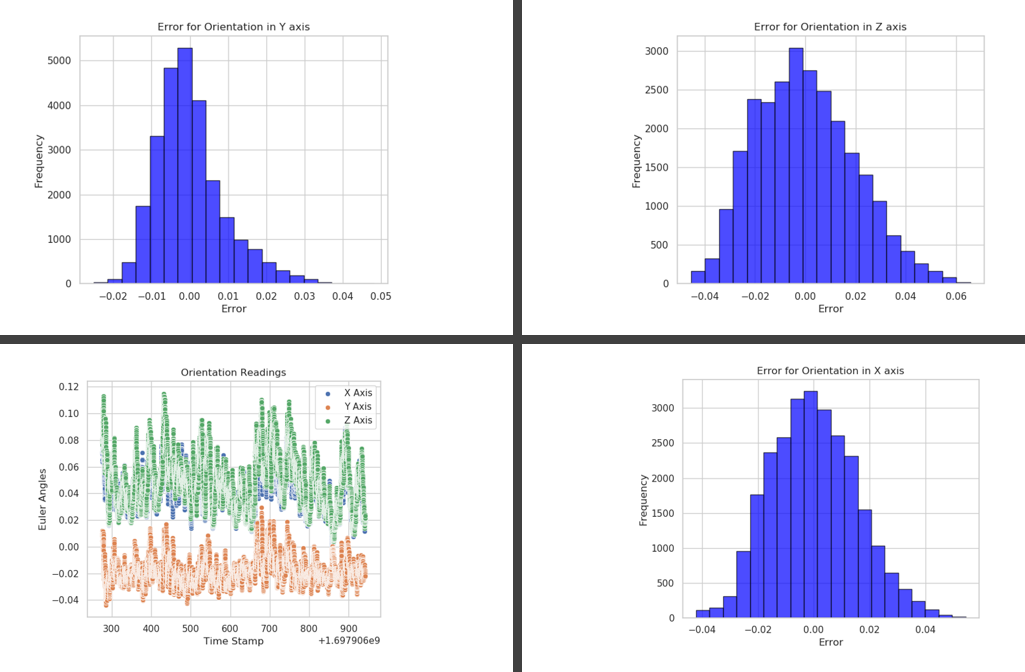 Error for Orientation in Y axis
5000
4000
3000
2000
1000
0
Frequency
−0.02 −0.01 0.00 0.01 0.02 0.03 0.04 0.05
Error
Error for Orientation in Z axis
3000
2500
2000
1500
1000
500
0
Frequency
−0.04 −0.02 0.00 0.02 0.04 0.06
Error
Orientation Readings
0.12
0.10
0.08
0.06
0.04
0.02
0.00
−0.02
−0.04
Euler Angles
X Axis
Y Axis
Z Axis
300 400 500 600 700 800 900
Time Stamp
+1.697906e9
Error for Orientation in X axis
3000
2500
2000
1500
1000
500
0
Frequency
−0.04 −0.02 0.00 0.02 0.04
Error